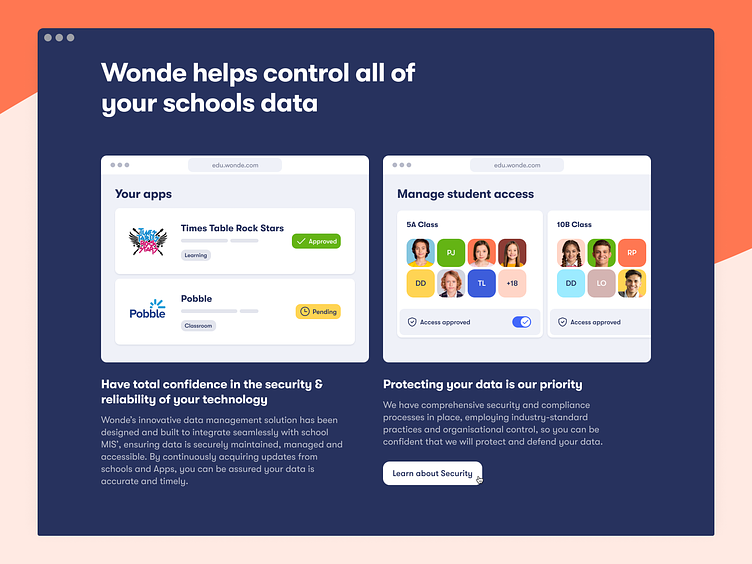 Wonde helps control all of
your schools data
edu.wonde.com
Your apps
TIMES TABLES ROCK STARS
Times Table Rock Stars
Learning
Approved
Pobble
Pobble
Classroom
Pending
edu.wonde.com
Manage student access
5A Class
PJ
DD
TL
+18
Access approved
10B Class
RP
DD
LO
Access approved
Have total confidence in the security &
reliability of your technology
Wonde's innovative data management solution has been
designed and built to integrate seamlessly with school
MIS', ensuring data is securely maintained, managed and
accessible. By continuously acquiring updates from
schools and Apps, you can be assured your data is
accurate and timely.
Protecting your data is our priority
We have comprehensive security and compliance
processes in place, employing industry-standard
practices and organisational control, so you can be
confident that we will protect and defend your data.
Learn about Security